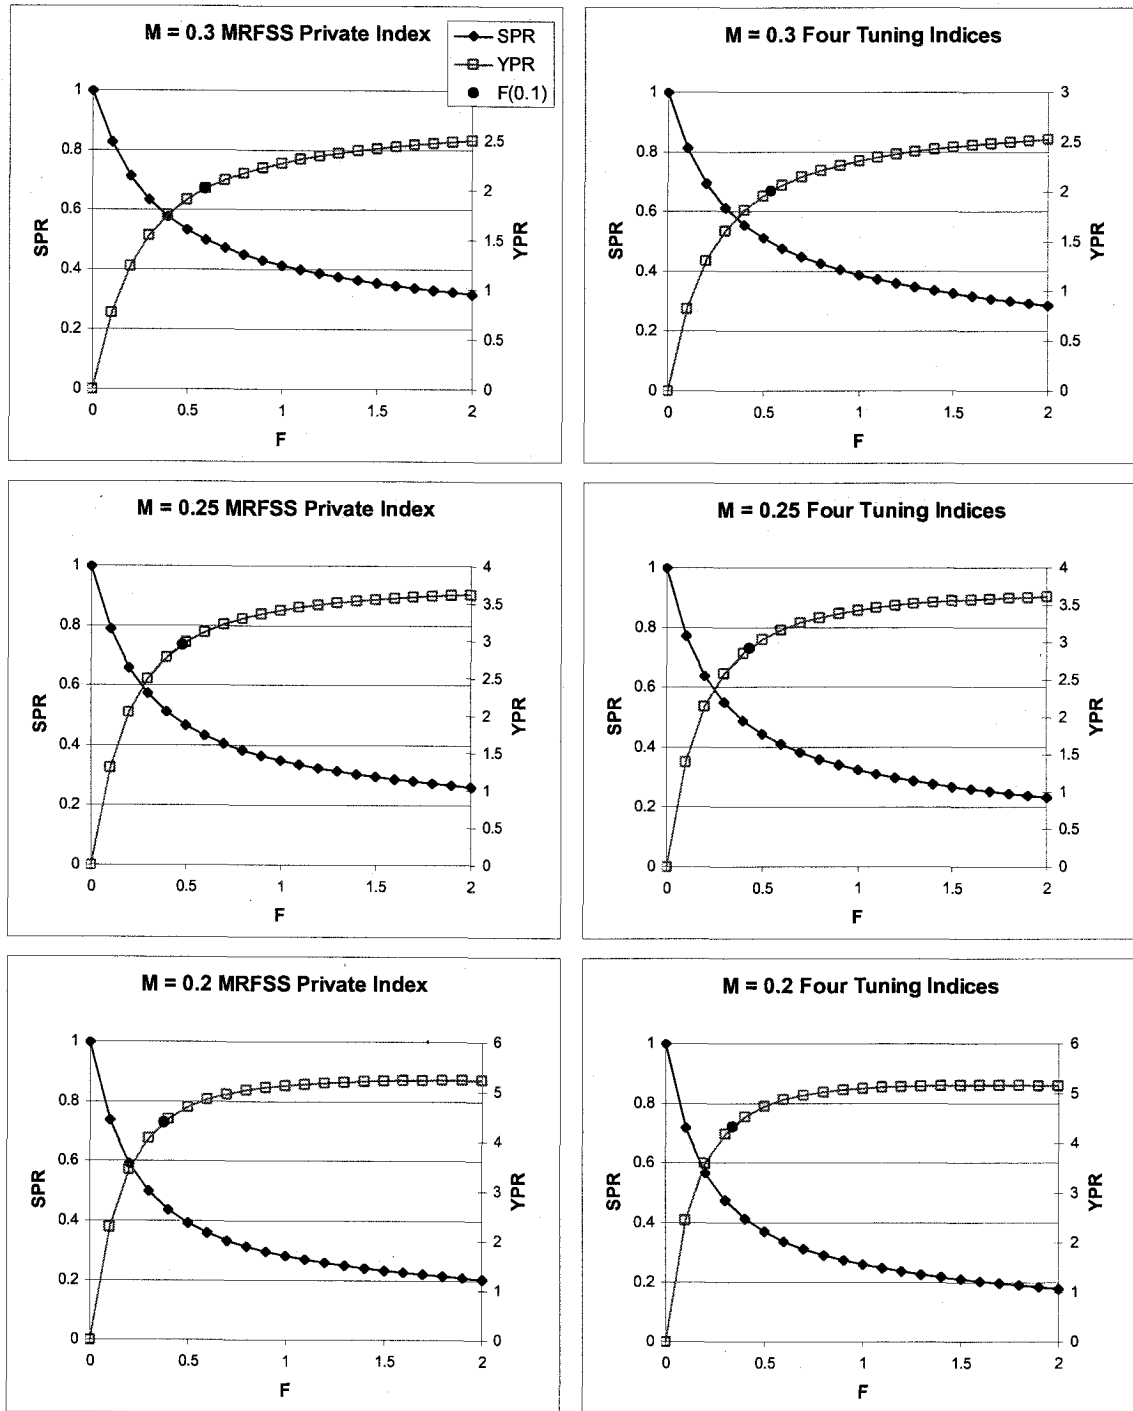 M = 0.3 MRFSS Private Index
SPR
YPR
F(0.1)
1
0.8
0.6
0.4
0.2
0
SPR
2.5
2
1.5
1
0.5
0
YPR
0 0.5 1 1.5 2
F
M = 0.3 Four Tuning Indices
1
0.8
0.6
0.4
0.2
0
SPR
3
2.5
2
1.5
1
0.5
0
YPR
0 0.5 1 1.5 2
F
M = 0.25 MRFSS Private Index
1
0.8
0.6
0.4
0.2
0
SPR
4
3.5
3
2.5
2
1.5
1
0.5
0
YPR
0 0.5 1 1.5 2
F
M = 0.25 Four Tuning Indices
1
0.8
0.6
0.4
0.2
0
SPR
4
3.5
3
2.5
2
1.5
1
0.5
0
YPR
0 0.5 1 1.5 2
F
M = 0.2 MRFSS Private Index
1
0.8
0.6
0.4
0.2
0
SPR
6
5
4
3
2
1
0
YPR
0 0.5 1 1.5 2
F
M = 0.2 Four Tuning Indices
1
0.8
0.6
0.4
0.2
0
SPR
6
5
4
3
2
1
0
YPR
0 0.5 1 1.5 2
F